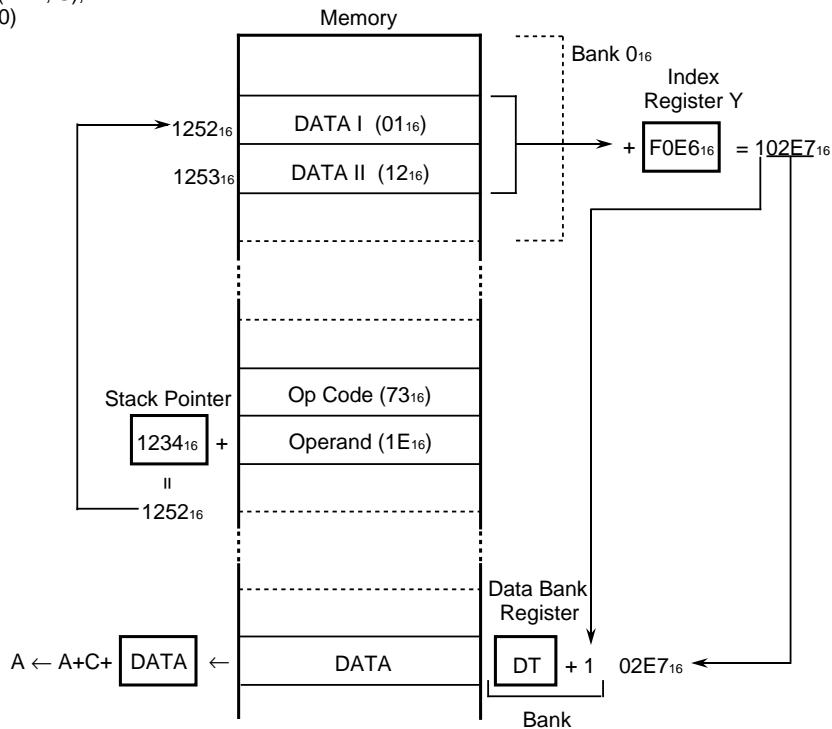 0)
Memory
Bank 0₁₆
Index
Register Y
1252₁₆
DATA I (01₁₆)
+ F0E6₁₆ = 102E7₁₆
1253₁₆
DATA II (12₁₆)
Stack Pointer
Op Code (73₁₆)
1234₁₆ +
Operand (1E₁₆)
=
1252₁₆
Data Bank
Register
A ← A+C+ DATA ←
DATA
DT + 1 02E7₁₆
Bank